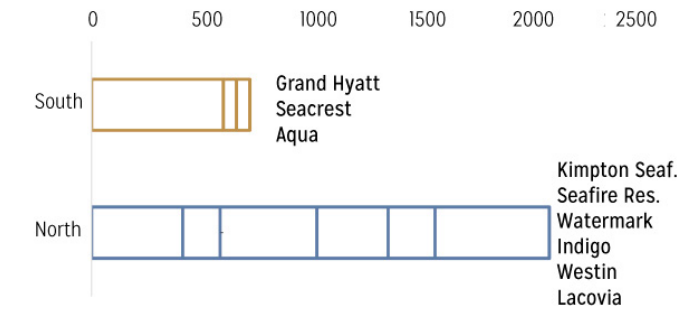 0 500 1000 1500 2000 2500
South
Grand Hyatt
Seacrest
Aqua
North
Kimpton Seaf.
Seafire Res.
Watermark
Indigo
Westin
Lacovia